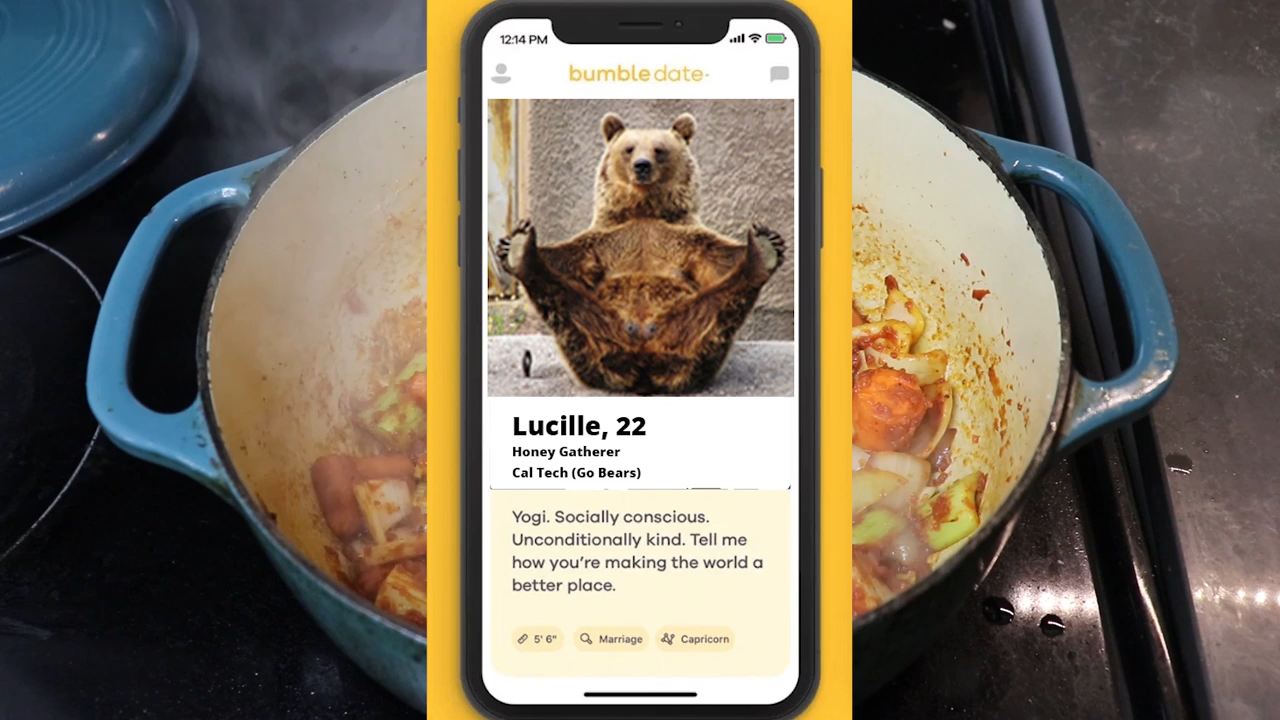 12:14 PM
bumble date·
Lucille, 22
Honey Gatherer
Cal Tech (Go Bears)
Yogi. Socially conscious.
Unconditionally kind. Tell me
how you’re making the world a
better place.
5' 6" Marriage Capricorn